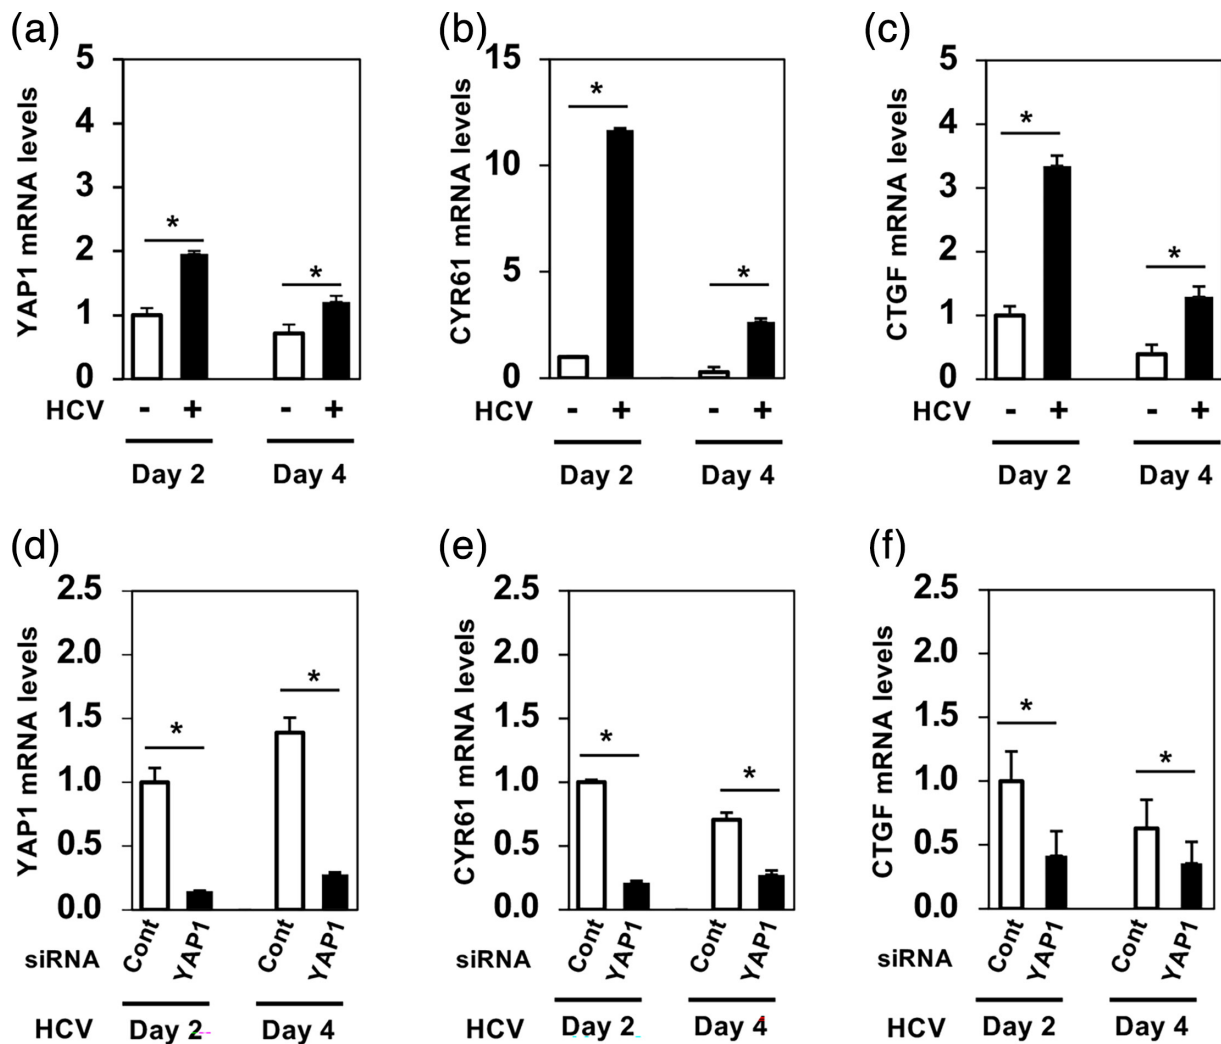 (a)
YAP1 mRNA levels
5
4
3
2
1
0
*
*
HCV - + - +
Day 2 Day 4
(b)
CYR61 mRNA levels
15
10
5
0
*
*
HCV - + - +
Day 2 Day 4
(c)
CTGF mRNA levels
5
4
3
2
1
0
*
*
HCV - + - +
Day 2 Day 4
(d)
YAP1 mRNA levels
2.5
2.0
1.5
1.0
0.5
0.0
*
*
siRNA Cont YAP1 Cont YAP1
HCV Day 2 Day 4
(e)
CYR61 mRNA levels
2.5
2.0
1.5
1.0
0.5
0.0
*
*
siRNA Cont YAP1 Cont YAP1
HCV Day 2 Day 4
(f)
CTGF mRNA levels
2.5
2.0
1.5
1.0
0.5
0.0
*
*
siRNA Cont YAP1 Cont YAP1
HCV Day 2 Day 4